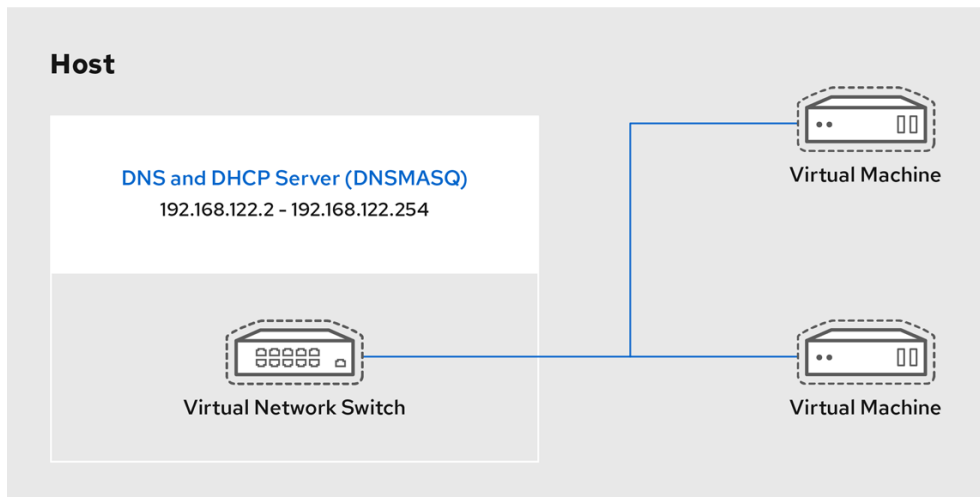 Host
DNS and DHCP Server (DNSMASQ)
192.168.122.2 - 192.168.122.254
Virtual Machine
Virtual Network Switch
Virtual Machine